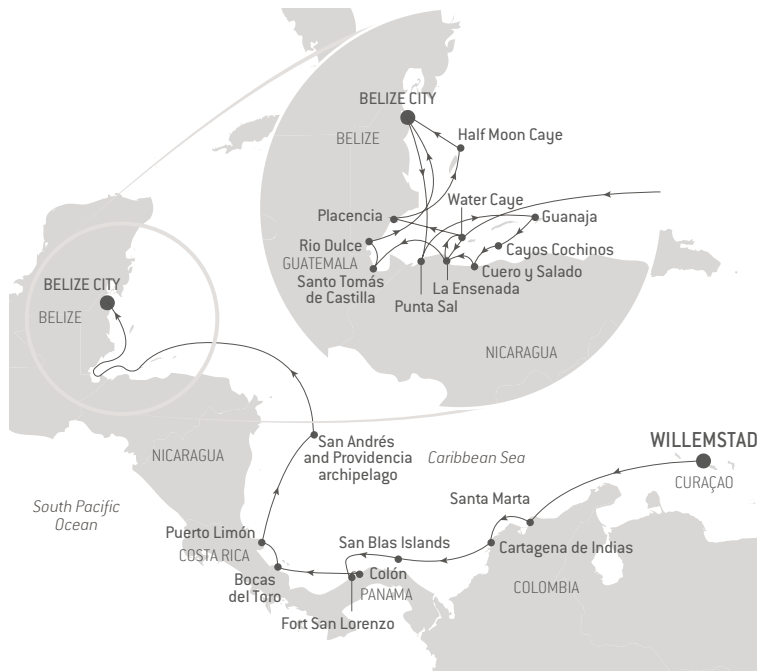 BELIZE CITY
BELIZE
Half Moon Caye
Water Caye
Placencia
Guanaja
Rio Dulce
GUATEMALA
Cayos Cochinos
Santo Tomás
de Castilla
Cuero y Salado
La Ensenada
Punta Sal
NICARAGUA
BELIZE CITY
BELIZE
San Andrés
and Providencia
archipelago
NICARAGUA
Caribbean Sea
WILLEMSTAD
CURAÇAO
South Pacific
Ocean
Santa Marta
Puerto Limón
COSTA RICA
San Blas Islands
Cartagena de Indias
Bocas
del Toro
Colón
PANAMA
COLOMBIA
Fort San Lorenzo